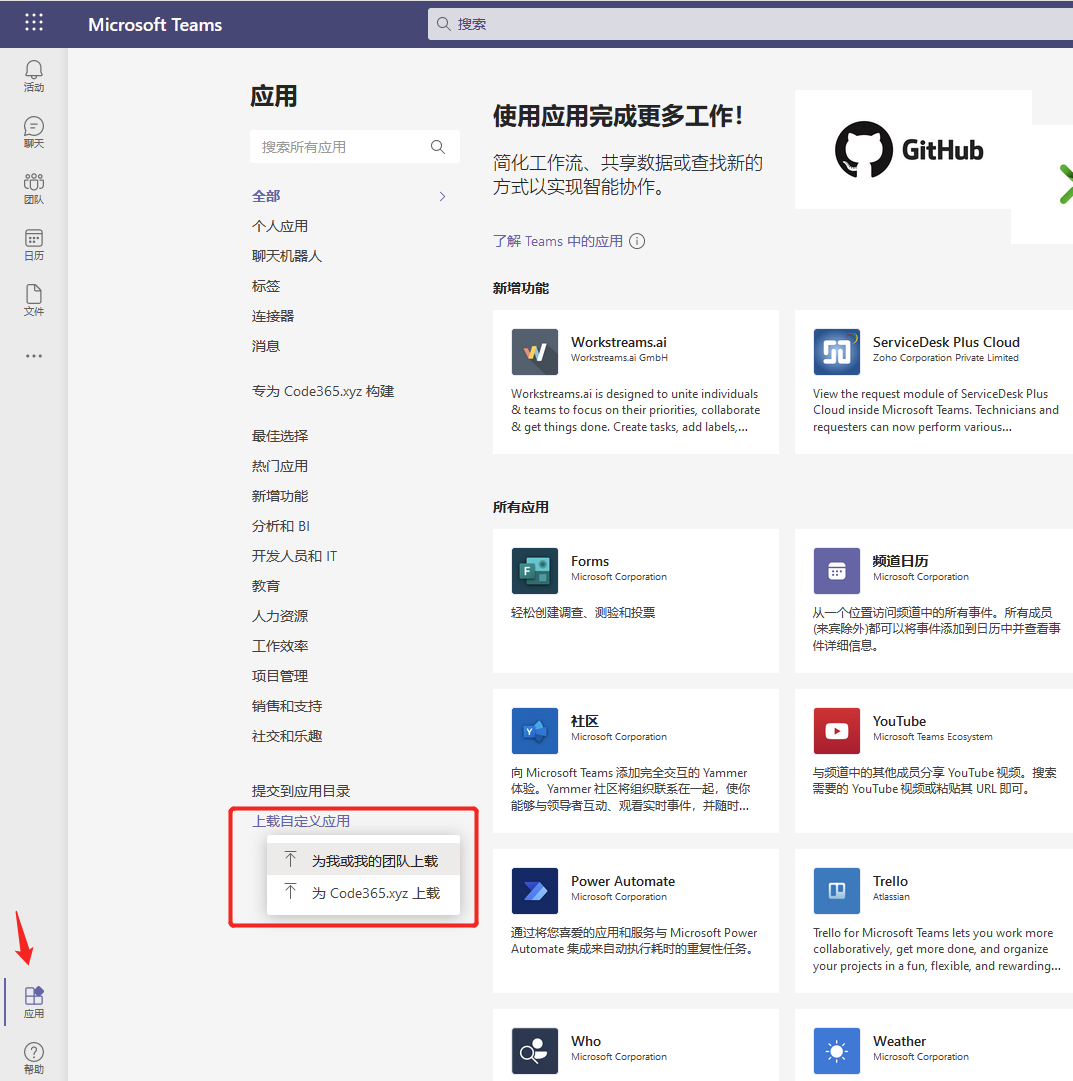 Microsoft Teams
搜索
活动
聊天
团队
日历
文件
应用
帮助
应用
搜索所有应用
全部
个人应用
聊天机器人
标签
连接器
消息
专为 Code365.xyz 构建
最佳选择
热门应用
新增功能
分析和 BI
开发人员和 IT
教育
人力资源
工作效率
项目管理
销售和支持
社交和乐趣
提交到应用目录
上载自定义应用
为我或我的团队上载
为 Code365.xyz 上载
使用应用完成更多工作！
简化工作流、共享数据或查找新的
方式以实现智能协作。
了解 Teams 中的应用
GitHub
新增功能
Workstreams.ai
Workstreams.ai GmbH
Workstreams.ai is designed to unite individuals
& teams to focus on their priorities, collaborate
& get things done. Create tasks, add labels,...
ServiceDesk Plus Cloud
Zoho Corporation Private Limited
View the request module of ServiceDesk Plus
Cloud inside Microsoft Teams. Technicians and
requesters can now perform various...
所有应用
Forms
Microsoft Corporation
轻松创建调查、测验和投票
频道日历
Microsoft Corporation
从一个位置访问频道中的所有事件。所有成员
(来宾除外)都可以将事件添加到日历中并查看事
件详细信息。
社区
Microsoft Corporation
向 Microsoft Teams 添加完全交互的 Yammer
体验。Yammer 社区将组织联系在一起，使你
能够与领导者互动、观看实时事件，并随时...
YouTube
Microsoft Teams Ecosystem
与频道中的其他成员分享 YouTube 视频。搜索
需要的 YouTube 视频或粘贴其 URL 即可。
Power Automate
Microsoft Corporation
通过将您喜爱的应用和服务与 Microsoft Power
Automate 集成来自动执行耗时的重复性任务。
Trello
Atlassian
Trello for Microsoft Teams lets you work more
collaboratively, get more done, and organize
your projects in a fun, flexible, and rewarding...
Who
Microsoft Corporation
Weather
Microsoft Corporation